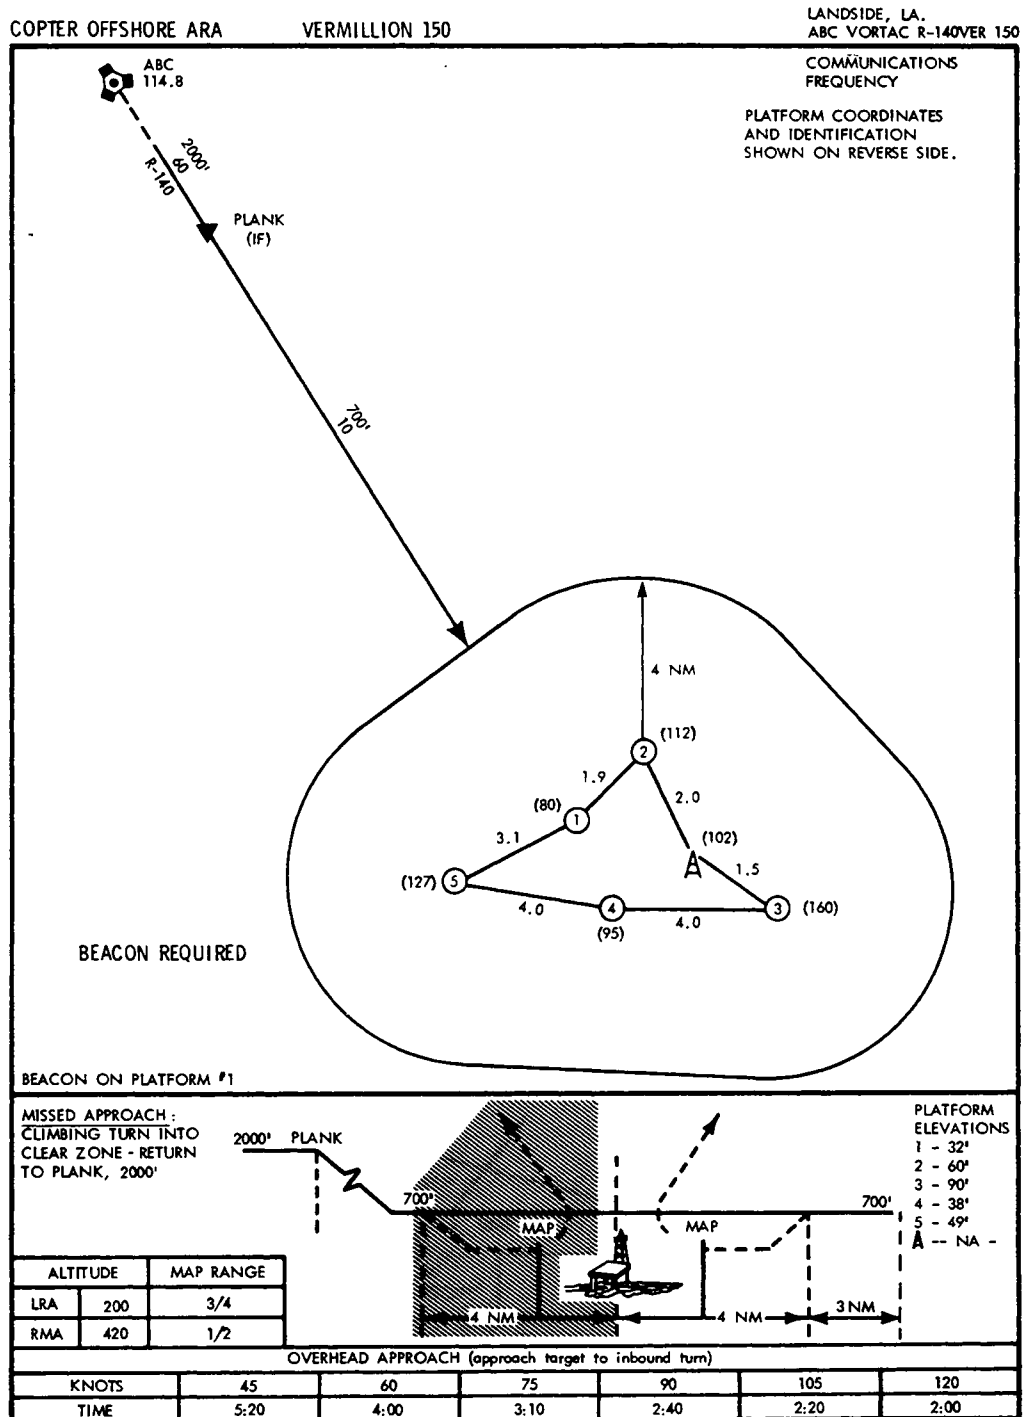 COPTER OFFSHORE ARA
VERMILLION 150
LANDSIDE, LA.
ABC VORTAC R-140VER 150
ABC
114.8
COMMUNICATIONS
FREQUENCY
PLATFORM COORDINATES
AND IDENTIFICATION
SHOWN ON REVERSE SIDE.
2000'
60
R-140
PLANK
(IF)
700'
10
4 NM
(112)
2
1.9
2.0
(80)
1
(102)
3.1
1.5
(127)
5
4.0
4
4.0
3
(160)
(95)
BEACON REQUIRED
BEACON ON PLATFORM #1
MISSED APPROACH:
CLIMBING TURN INTO
CLEAR ZONE - RETURN
TO PLANK, 2000'
2000' PLANK
700'
MAP
MAP
700'
4 NM
4 NM
3 NM
PLATFORM
ELEVATIONS
1 - 32'
2 - 60'
3 - 90'
4 - 38'
5 - 49'
-- NA -
ALTITUDE MAP RANGE
LRA 200 3/4
RMA 420 1/2
OVERHEAD APPROACH (approach target to inbound turn)
KNOTS 45 60 75 90 105 120
TIME 5:20 4:00 3:10 2:40 2:20 2:00